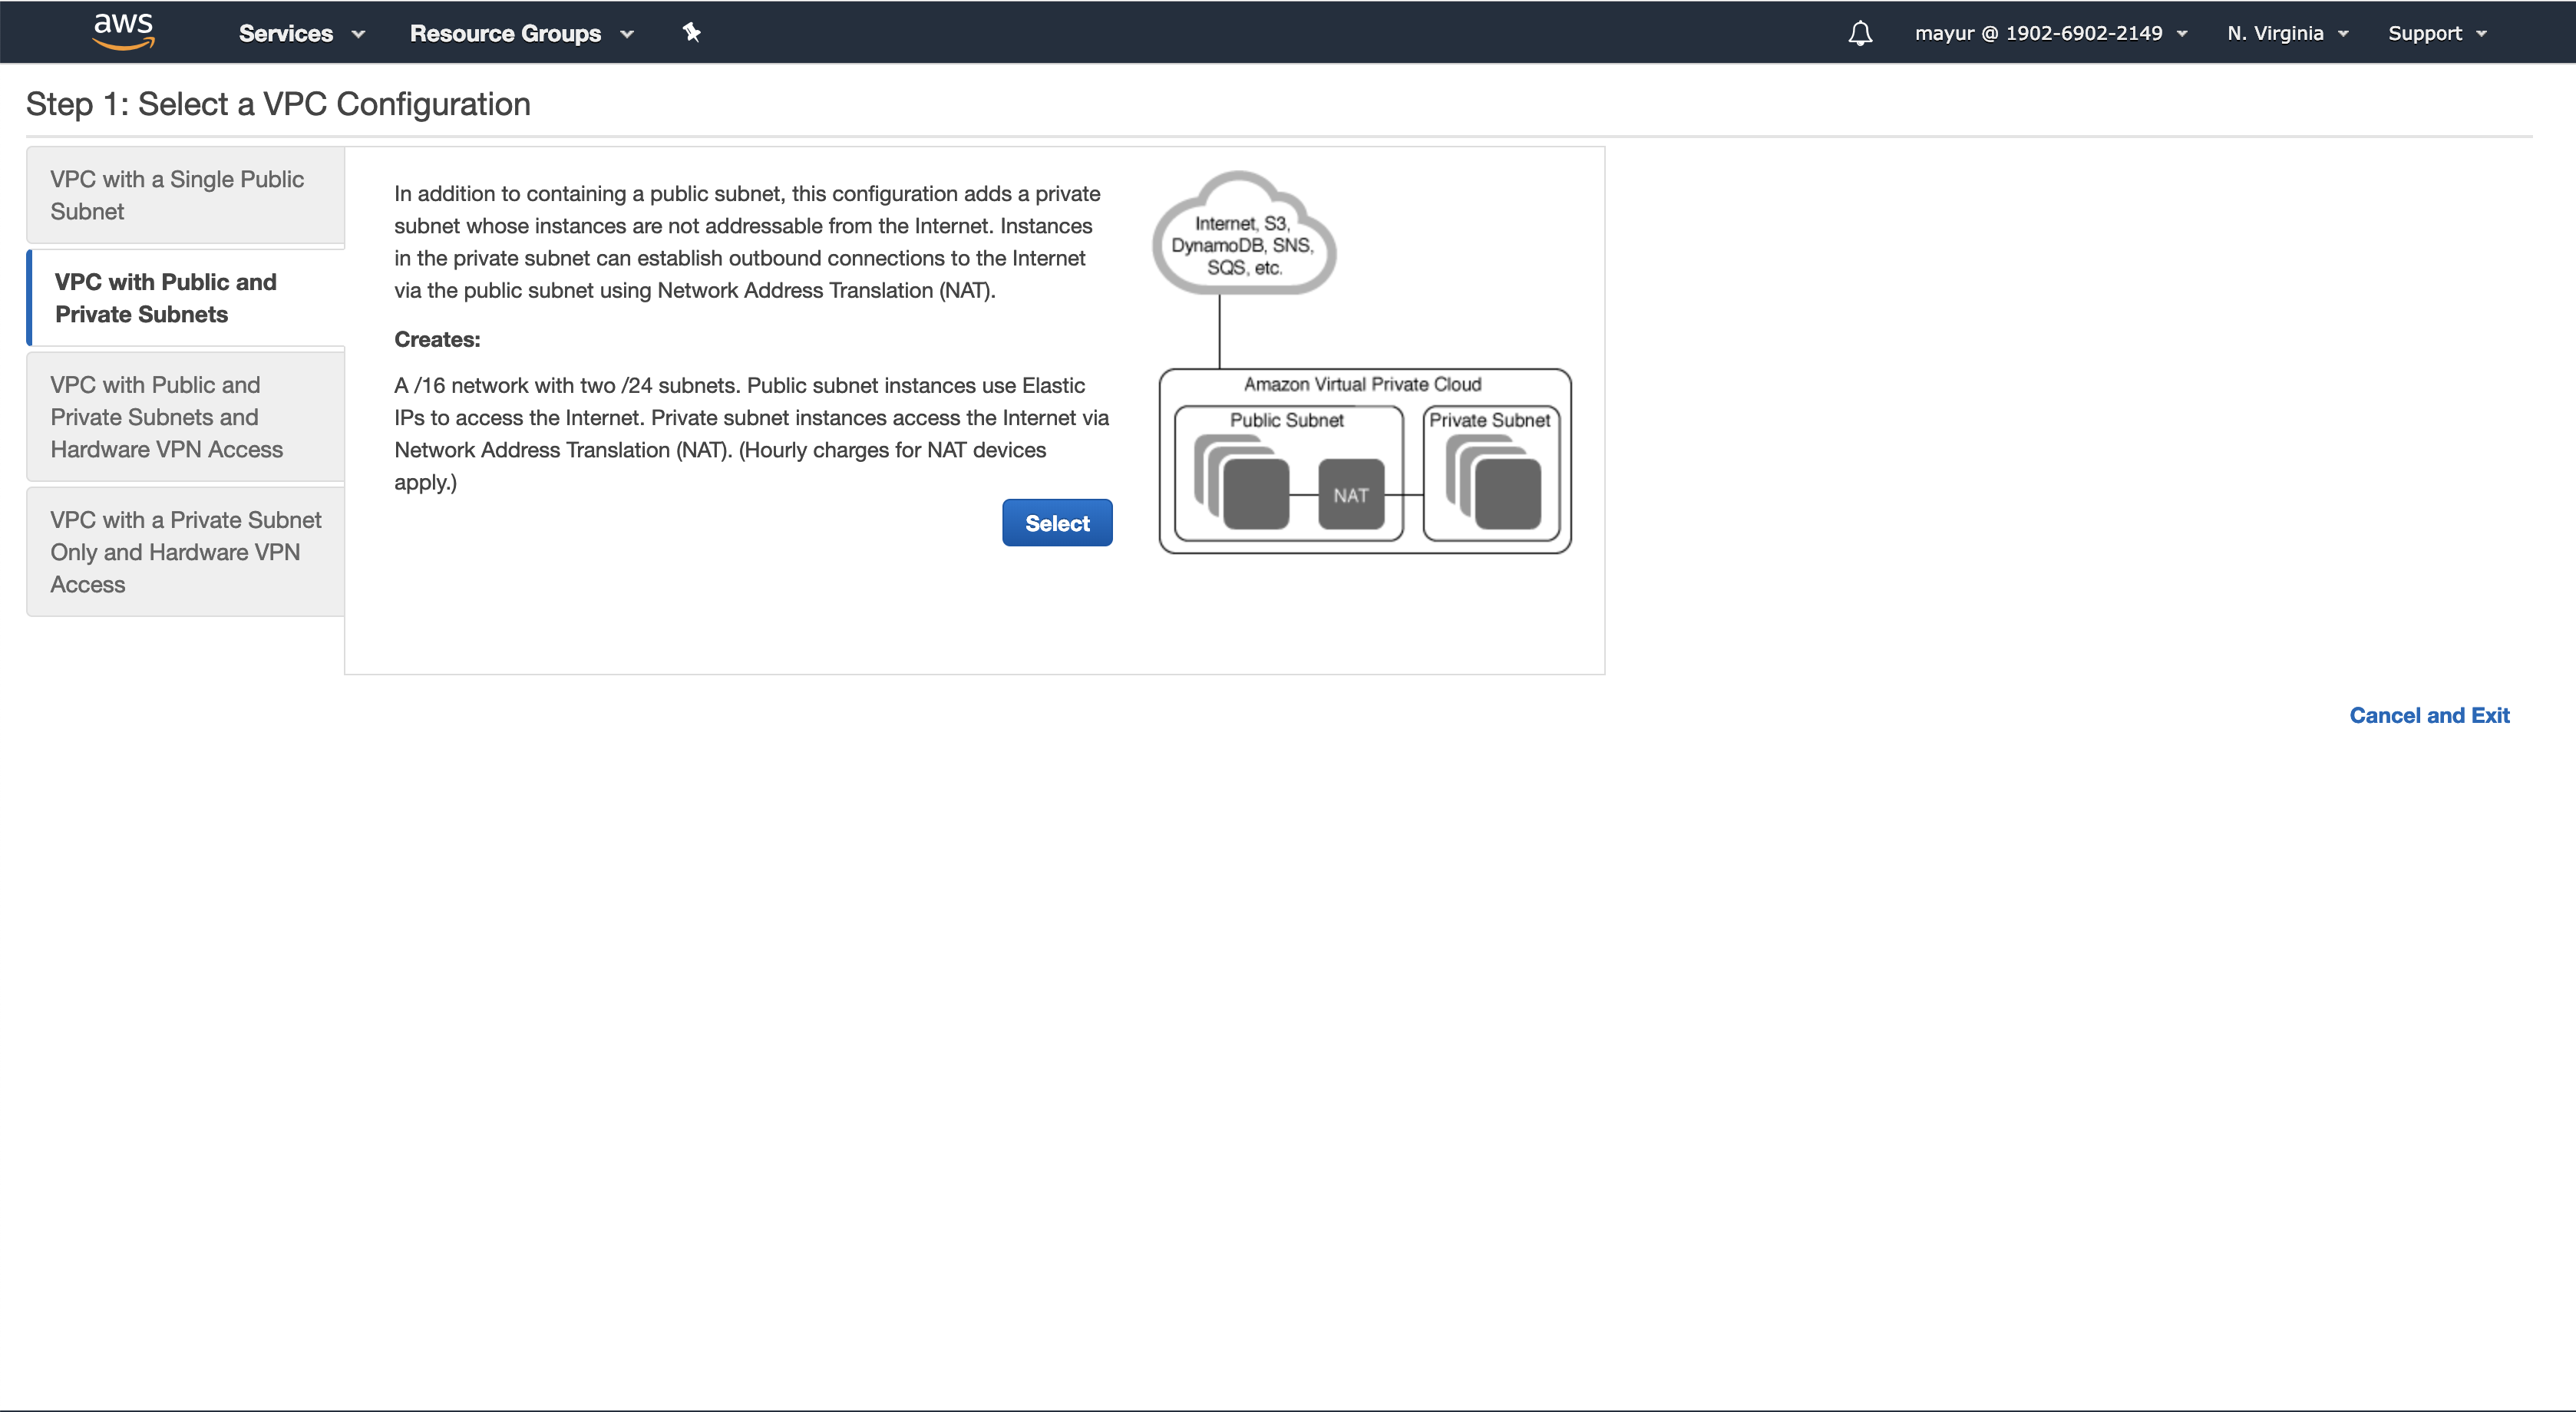 aws
Services
Resource Groups
mayur @ 1902-6902-2149
N. Virginia
Support
Step 1: Select a VPC Configuration
VPC with a Single Public
Subnet
VPC with Public and
Private Subnets
VPC with Public and
Private Subnets and
Hardware VPN Access
VPC with a Private Subnet
Only and Hardware VPN
Access
In addition to containing a public subnet, this configuration adds a private
subnet whose instances are not addressable from the Internet. Instances
in the private subnet can establish outbound connections to the Internet
via the public subnet using Network Address Translation (NAT).
Creates:
A /16 network with two /24 subnets. Public subnet instances use Elastic
IPs to access the Internet. Private subnet instances access the Internet via
Network Address Translation (NAT). (Hourly charges for NAT devices
apply.)
Select
Internet, S3,
DynamoDB, SNS,
SQS, etc.
Amazon Virtual Private Cloud
Public Subnet
Private Subnet
NAT
Cancel and Exit